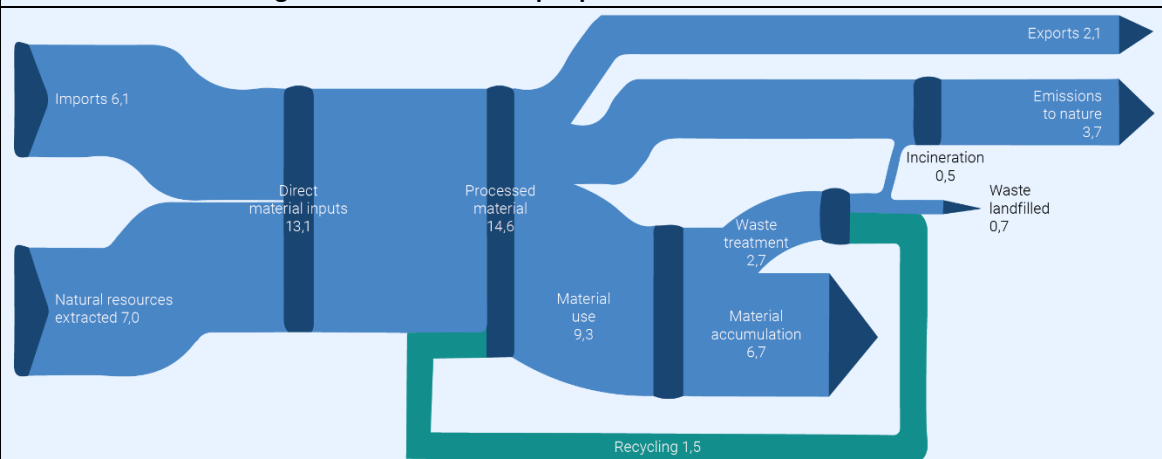 Exports 2,1
Imports 6,1
Emissions
to nature
3,7
Incineration
0,5
Direct
material inputs
13,1
Processed
material
14,6
Waste
landfilled
0,7
Waste
treatment
2,7
Natural resources
extracted 7,0
Material
use
9,3
Material
accumulation
6,7
Recycling 1,5